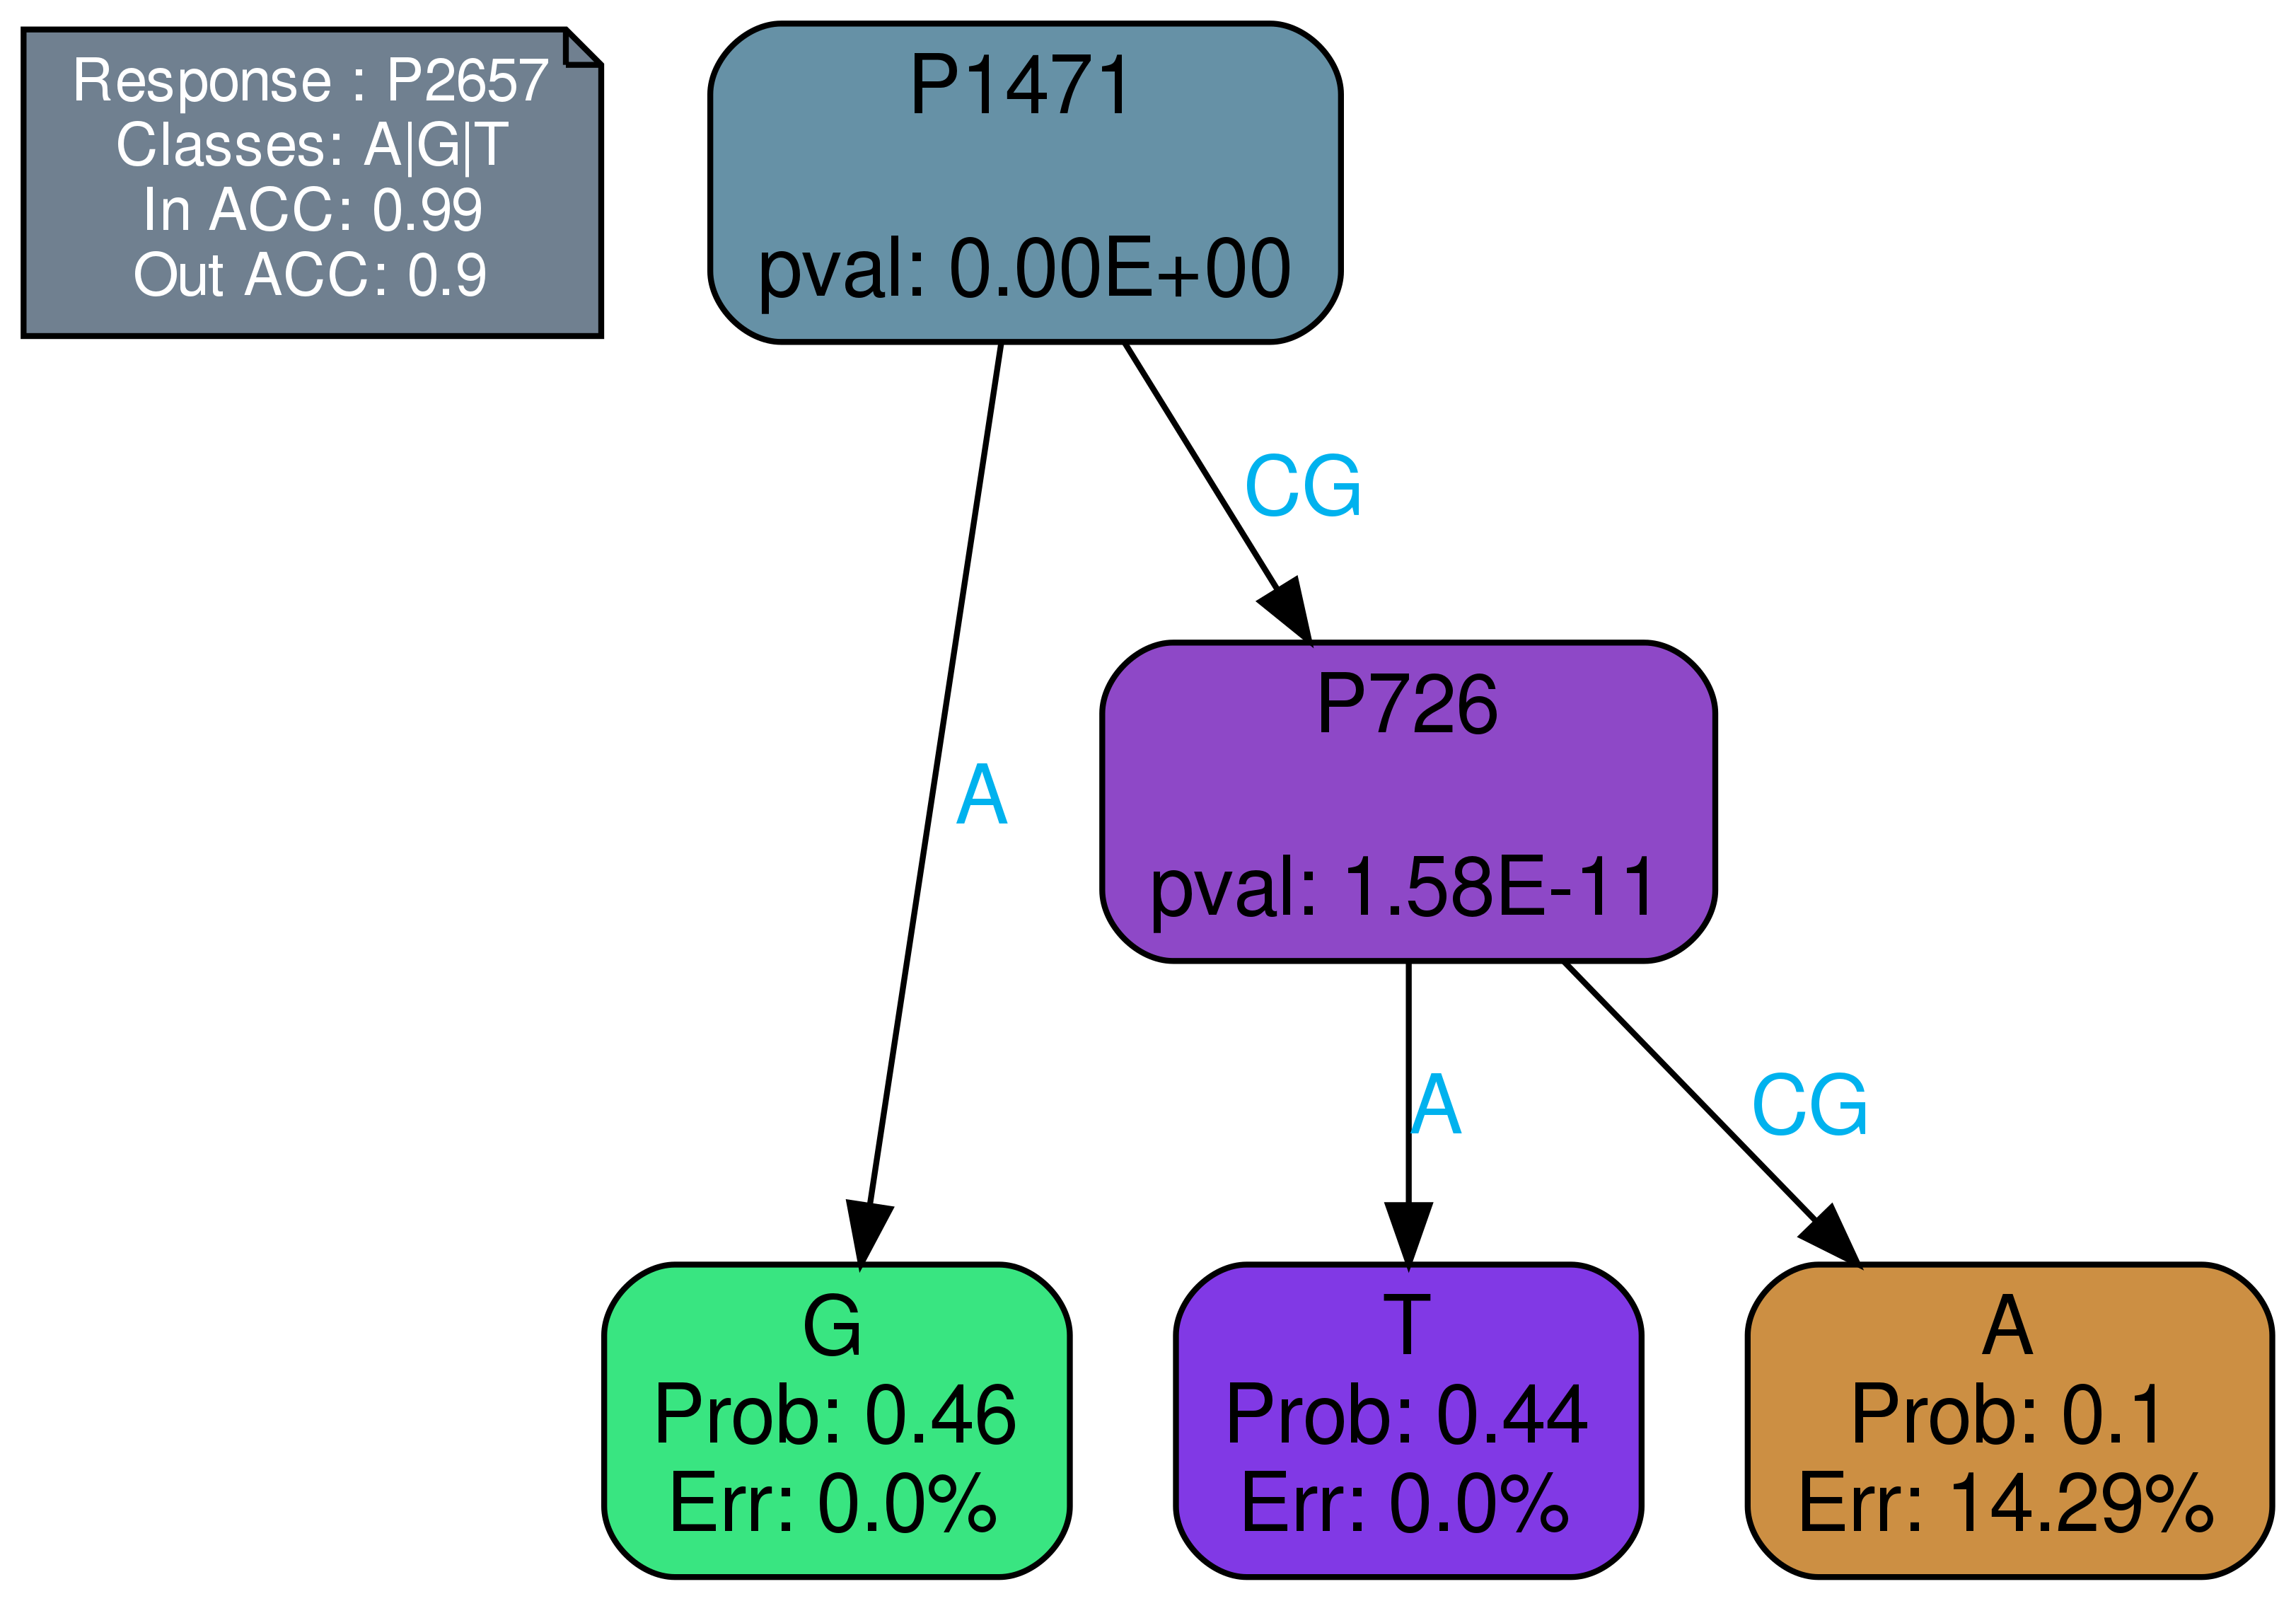 Response : P2657
Classes: A|G|T
In ACC: 0.99
Out ACC: 0.9
P1471
pval: 0.00E+00
CG
A
P726
pval: 1.58E-11
A
CG
G
Prob: 0.46
Err: 0.0%
T
Prob: 0.44
Err: 0.0%
A
Prob: 0.1
Err: 14.29%